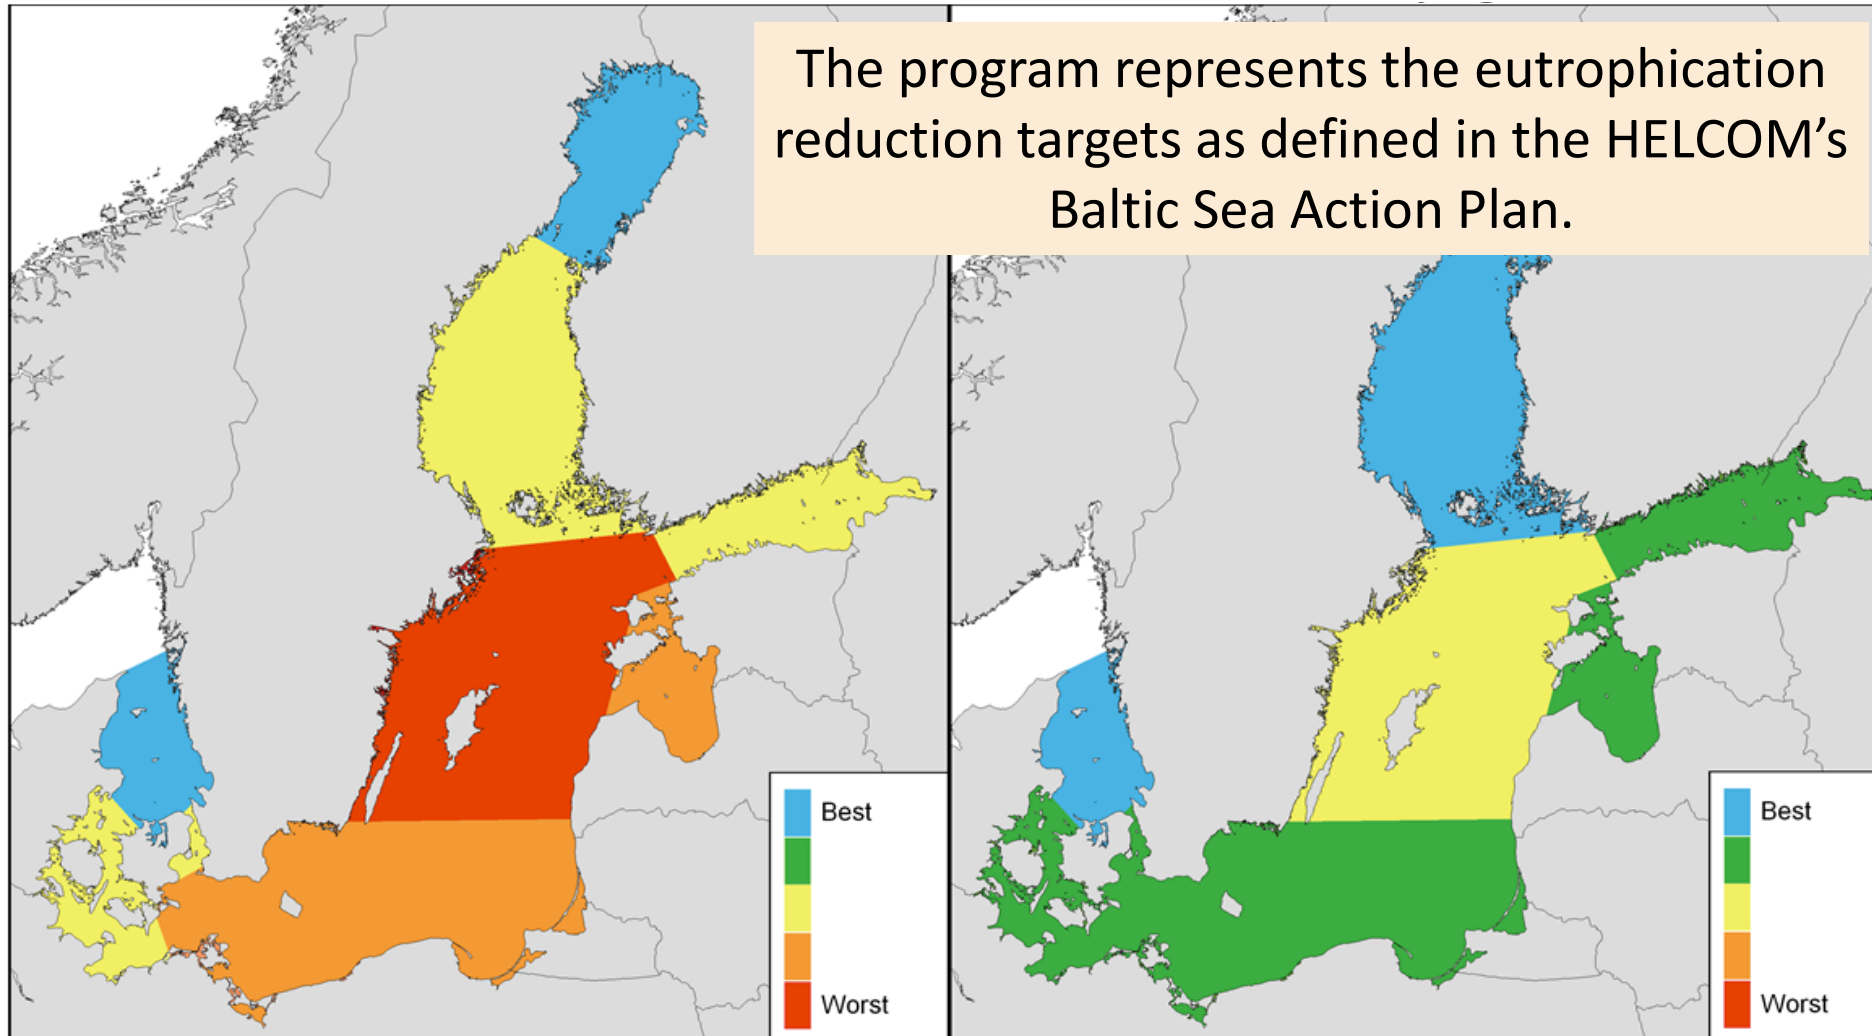 The program represents the eutrophication
reduction targets as defined in the HELCOM’s
Baltic Sea Action Plan.
Best
Worst
Best
Worst